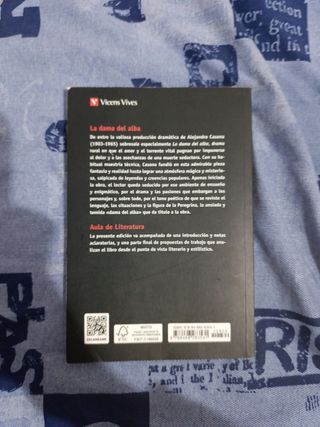 Vicens Vives
La dama del alba
De entre la valiosa producción dramática de Alejandro Casona
(1903-1965) sobresale especialmente La dama del alba, drama
rural en que el amor y el torrente vital pugnan por imponerse
al dolor y a las asechanzas de una muerte seductora. Con su ha-
bitual maestría técnica, Casona fundió en esta admirable pieza
fantasía y realidad hasta lograr una atmósfera mágica y misterio-
sa, salpicada de leyendas y creencias populares. Apenas iniciada
la obra, el lector queda seducido por ese ambiente de ensueño
y enigmático, por el drama y las pasiones que embargan a los
personajes y, sobre todo, por el tono poético de que se reviste el
lenguaje, las situaciones y la figura de la Peregrina, la anhelada y
temida «dama del alba» que da título a la obra.
Aula de Literatura
La presente edición va acompañada de una introducción y notas
aclaratorias, y una parte final de propuestas de trabajo que ana-
lizan el libro desde el punto de vista literario y estilístico.
FSC
MIXTO
ISBN
great